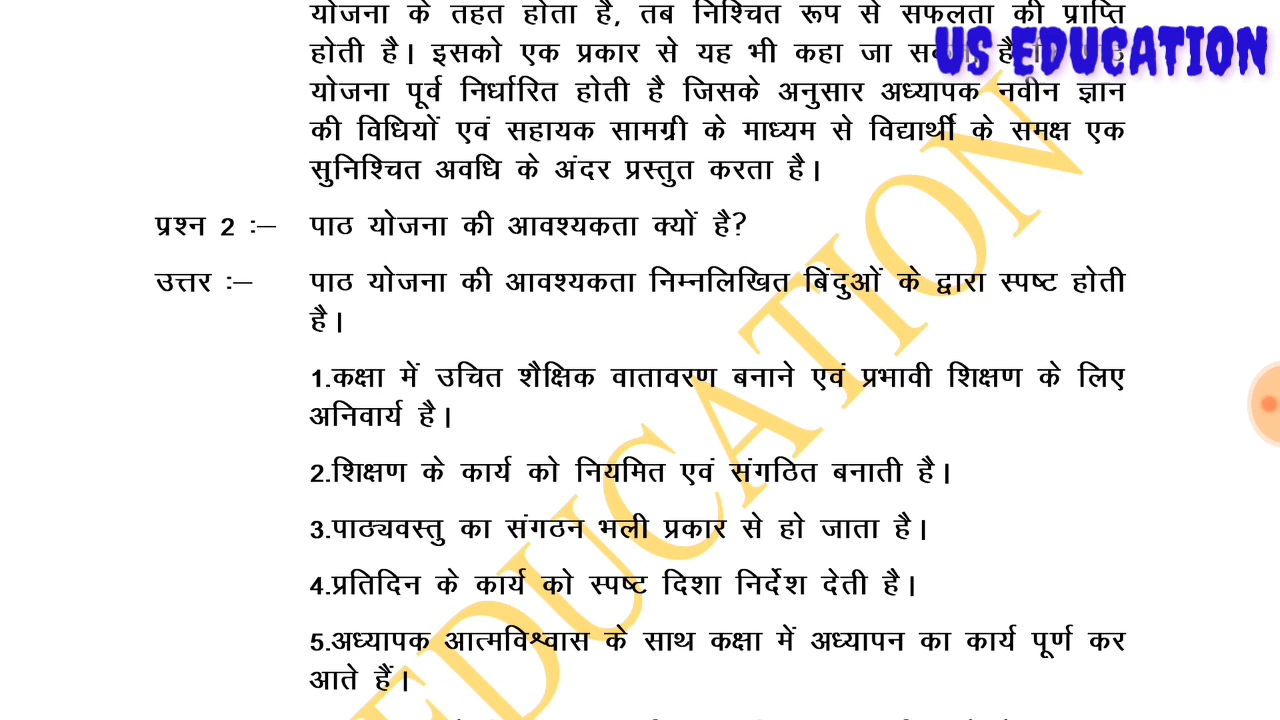 योजना के तहत होता है, तब निश्चित रूप से सफलता की प्राप्ति
US EDUCATION
होती है। इसको एक प्रकार से यह भी कहा जा
योजना पूर्व निर्धारित होती है जिसके अनुसार अध्यापक नवीन ज्ञान
की विधियों एवं सहायक सामग्री के माध्यम से विद्यार्थी के समक्ष एक
सुनिश्चित अवधि के अंदर प्रस्तुत करता है।
प्रश्न 2 :– पाठ योजना की आवश्यकता क्यों है?
उत्तर :– पाठ योजना की आवश्यकता निम्नलिखित बिंदुओं के द्वारा स्पष्ट होती
है।
1.कक्षा में उचित शैक्षिक वातावरण बनाने एवं प्रभावी शिक्षण के लिए
अनिवार्य है।
2.शिक्षण के कार्य को नियमित एवं संगठित बनाती है।
3.पाठ्यवस्तु का संगठन भली प्रकार से हो जाता है।
4.प्रतिदिन के कार्य को स्पष्ट दिशा निर्देश देती है।
5.अध्यापक आत्मविश्वास के साथ कक्षा में अध्यापन का कार्य पूर्ण कर
आते हैं।
EDUCATION